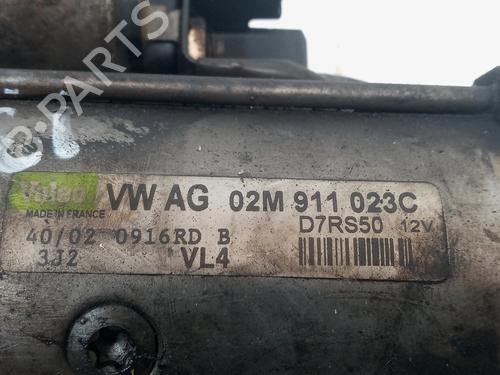 B-PARTS
Valeo VW AG 02M 911 023C
MADE IN FRANCE D7RS50 12V
40/02 0916RD B
3J2 VL4